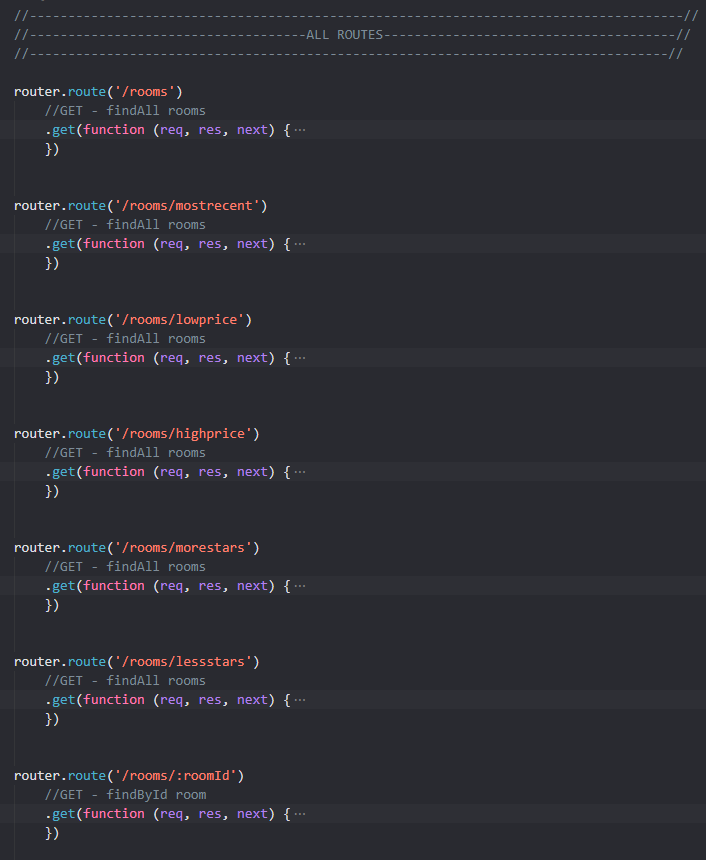 //-------------------------------------------------------------------------------------//
//------------------------------------ALL ROUTES--------------------------------------//
//-----------------------------------------------------------------------------------//
router.route('/rooms')
//GET - findAll rooms
.get(function (req, res, next) {···
})
router.route('/rooms/mostrecent')
//GET - findAll rooms
.get(function (req, res, next) {···
})
router.route('/rooms/lowprice')
//GET - findAll rooms
.get(function (req, res, next) {···
})
router.route('/rooms/highprice')
//GET - findAll rooms
.get(function (req, res, next) {···
})
router.route('/rooms/morestars')
//GET - findAll rooms
.get(function (req, res, next) {···
})
router.route('/rooms/lessstars')
//GET - findAll rooms
.get(function (req, res, next) {···
})
router.route('/rooms/:roomId')
//GET - findById room
.get(function (req, res, next) {···
})